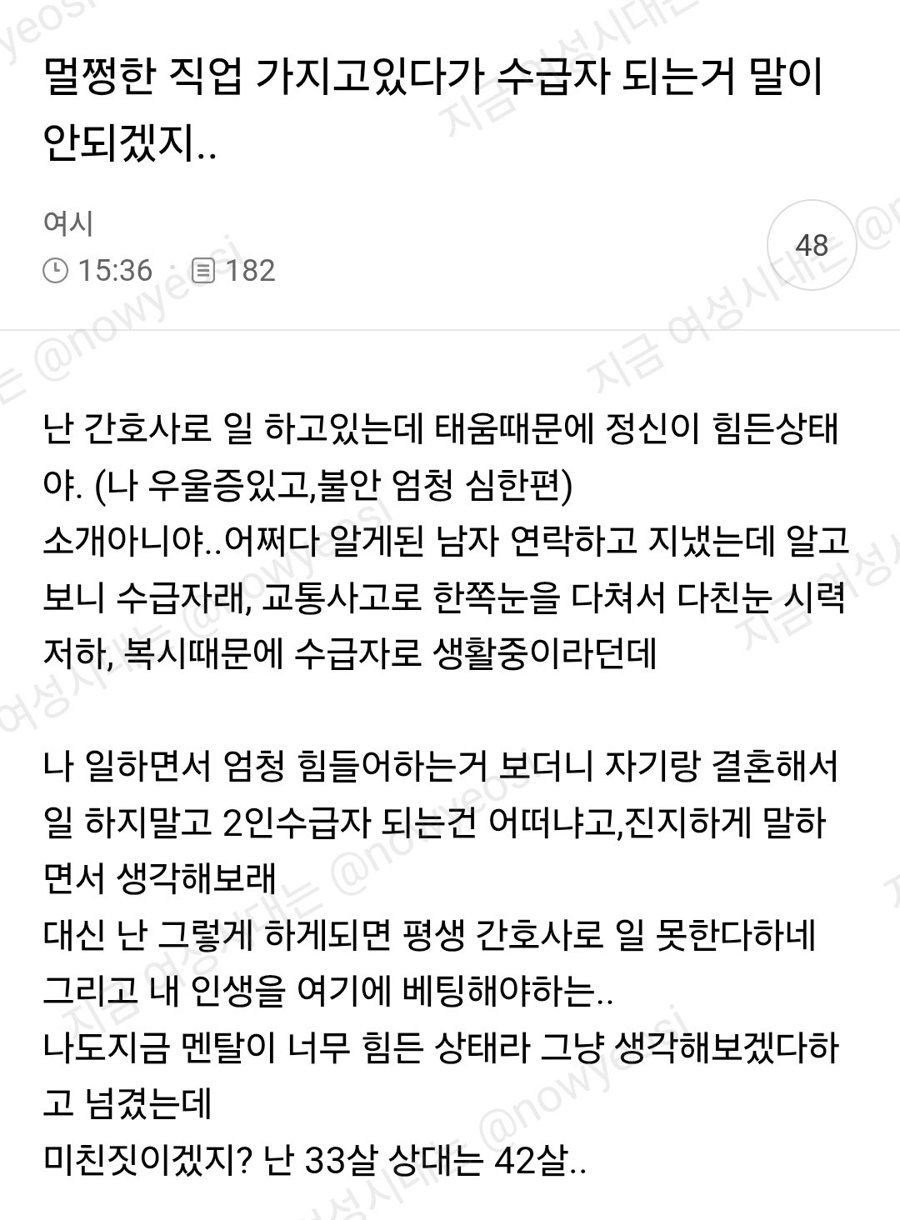 멀쩡한 직업 가지고있다가 수급자 되는거 말이
안되겠지..
여시
15:36 182
48
난 간호사로 일 하고있는데 태움때문에 정신이 힘든상태
야. (나 우울증있고,불안 엄청 심한편)
소개아니야..어쩌다 알게된 남자 연락하고 지냈는데 알고
보니 수급자래, 교통사고로 한쪽눈을 다쳐서 다친눈 시력
저하, 복시때문에 수급자로 생활중이라던데
나 일하면서 엄청 힘들어하는거 보더니 자기랑 결혼해서
일 하지말고 2인수급자 되는건 어떠냐고,진지하게 말하
면서 생각해보래
대신 난 그렇게 하게되면 평생 간호사로 일 못한다하네
그리고 내 인생을 여기에 베팅해야하는..
나도지금 멘탈이 너무 힘든 상태라 그냥 생각해보겠다하
고 넘겼는데
미친짓이겠지? 난 33살 상대는 42살..
지금 여성시대는 @nowyeosi